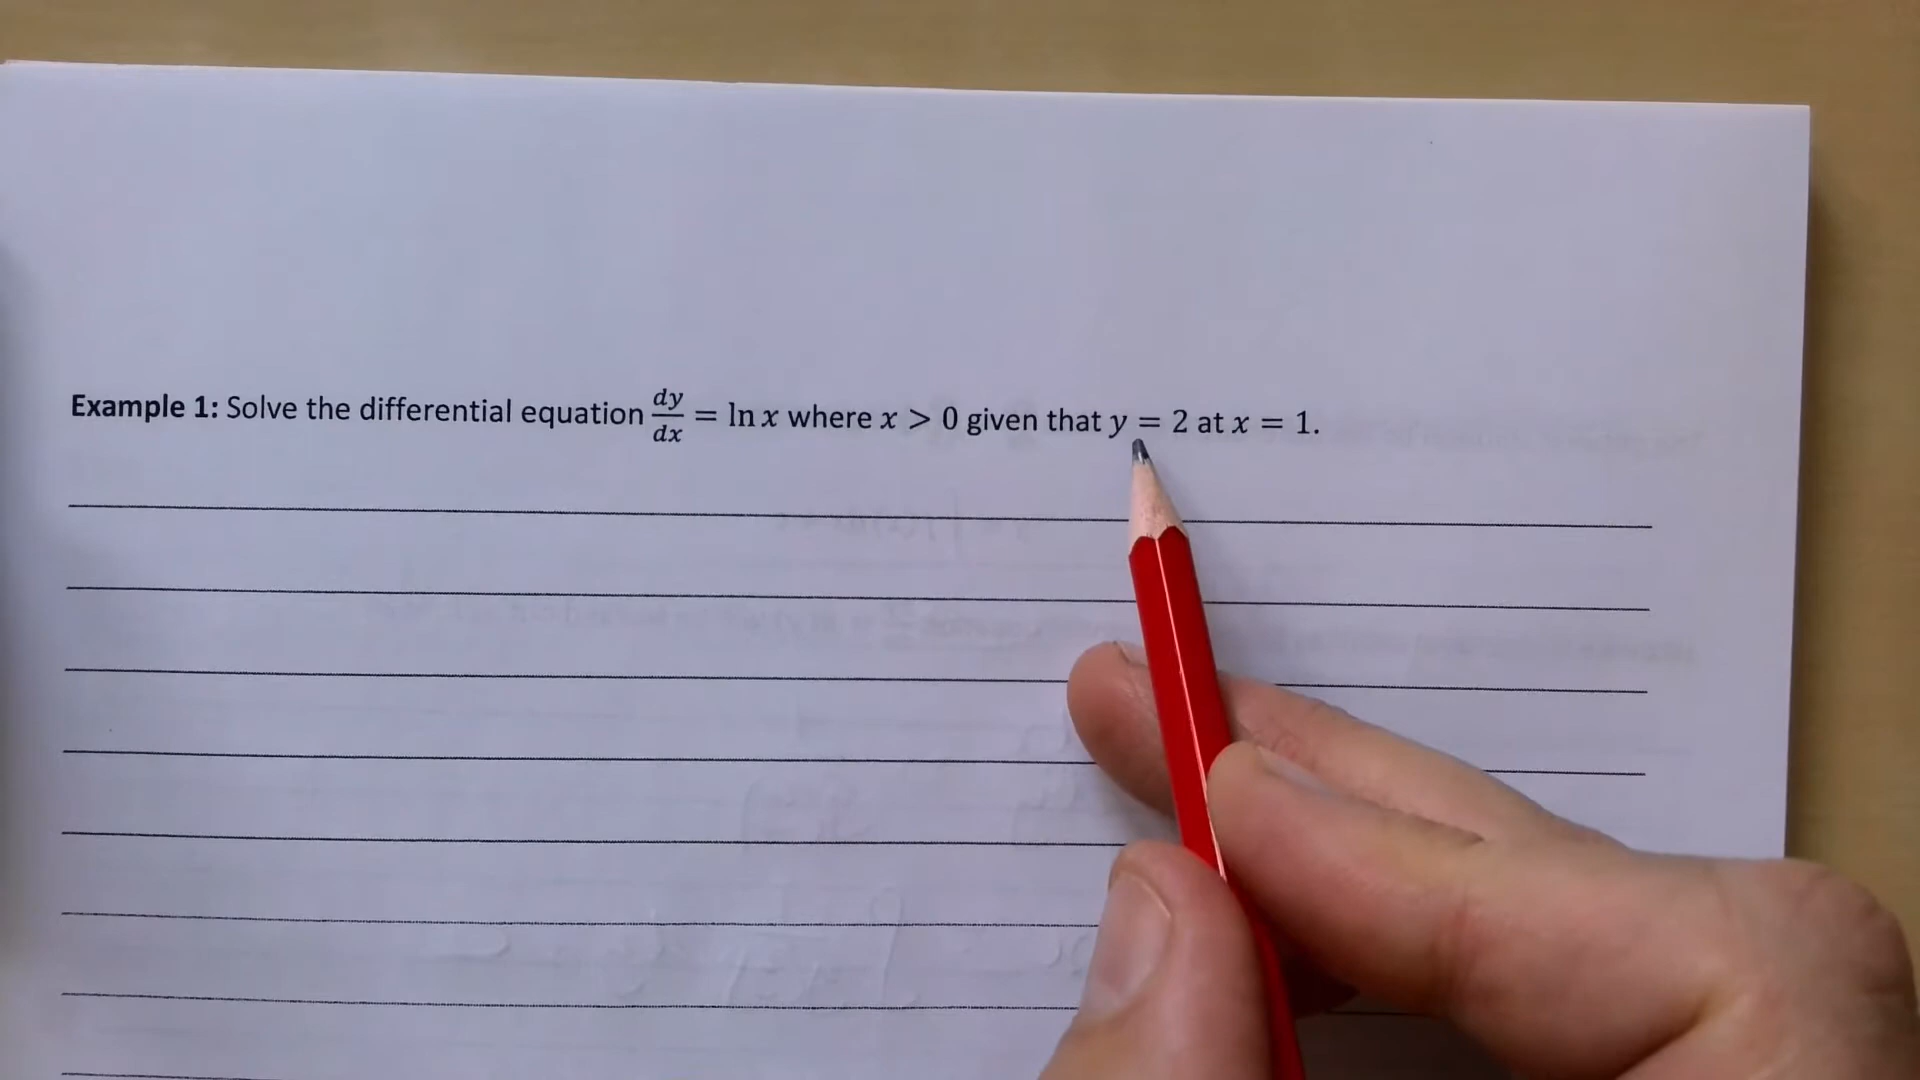 Example 1: Solve the differential equation dy/dx = ln x where x > 0 given that y = 2 at x = 1.